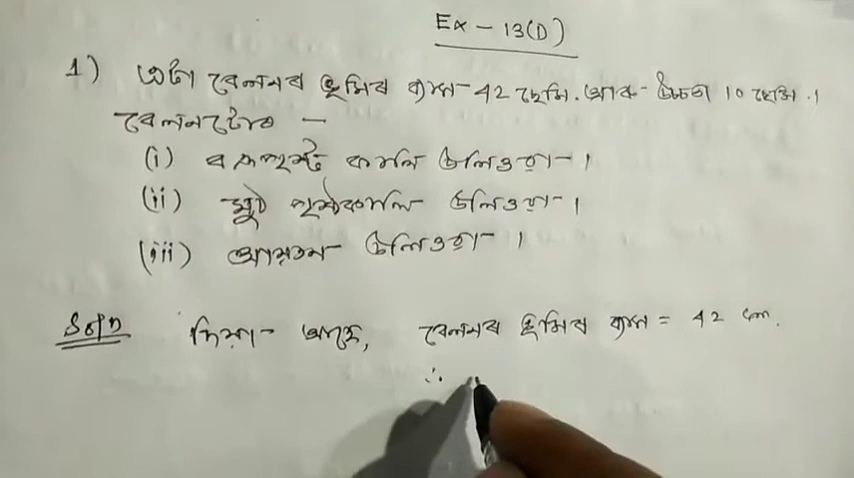 Ex - 13(D)
1) এটা বেলনৰ ভূমিৰ ব্যাস 42 ছেমি. আৰু উচ্চতা 10 ছেমি.।
বেলনটোৰ —
(i) বক্ৰপৃষ্ঠ কালি উলিওৱা।
(ii) মুঠ পৃষ্ঠকালি উলিওৱা।
(iii) আয়তন উলিওৱা।
Solⁿ দিয়া আছে, বেলনৰ ভূমিৰ ব্যাস = 42 cm.
∴